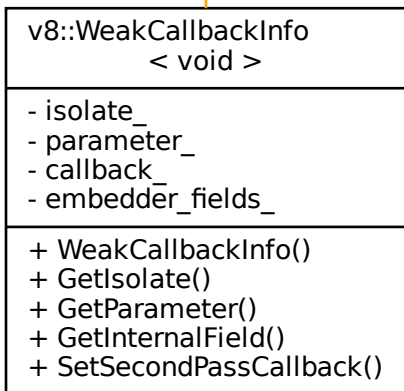 v8::WeakCallbackInfo
< void >
- isolate_
- parameter_
- callback_
- embedder_fields_
+ WeakCallbackInfo()
+ GetIsolate()
+ GetParameter()
+ GetInternalField()
+ SetSecondPassCallback()